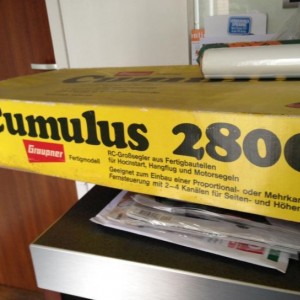 Cumulus 280
Graupner
Fertigmodell
RC-Großsegler aus Fertigbauteilen
für Hochstart, Hangflug und Motorsegeln
Geeignet zum Einbau einer Proportional- oder Mehrkan
Fernsteuerung mit 2–4 Kanälen für Seiten- und Höhen